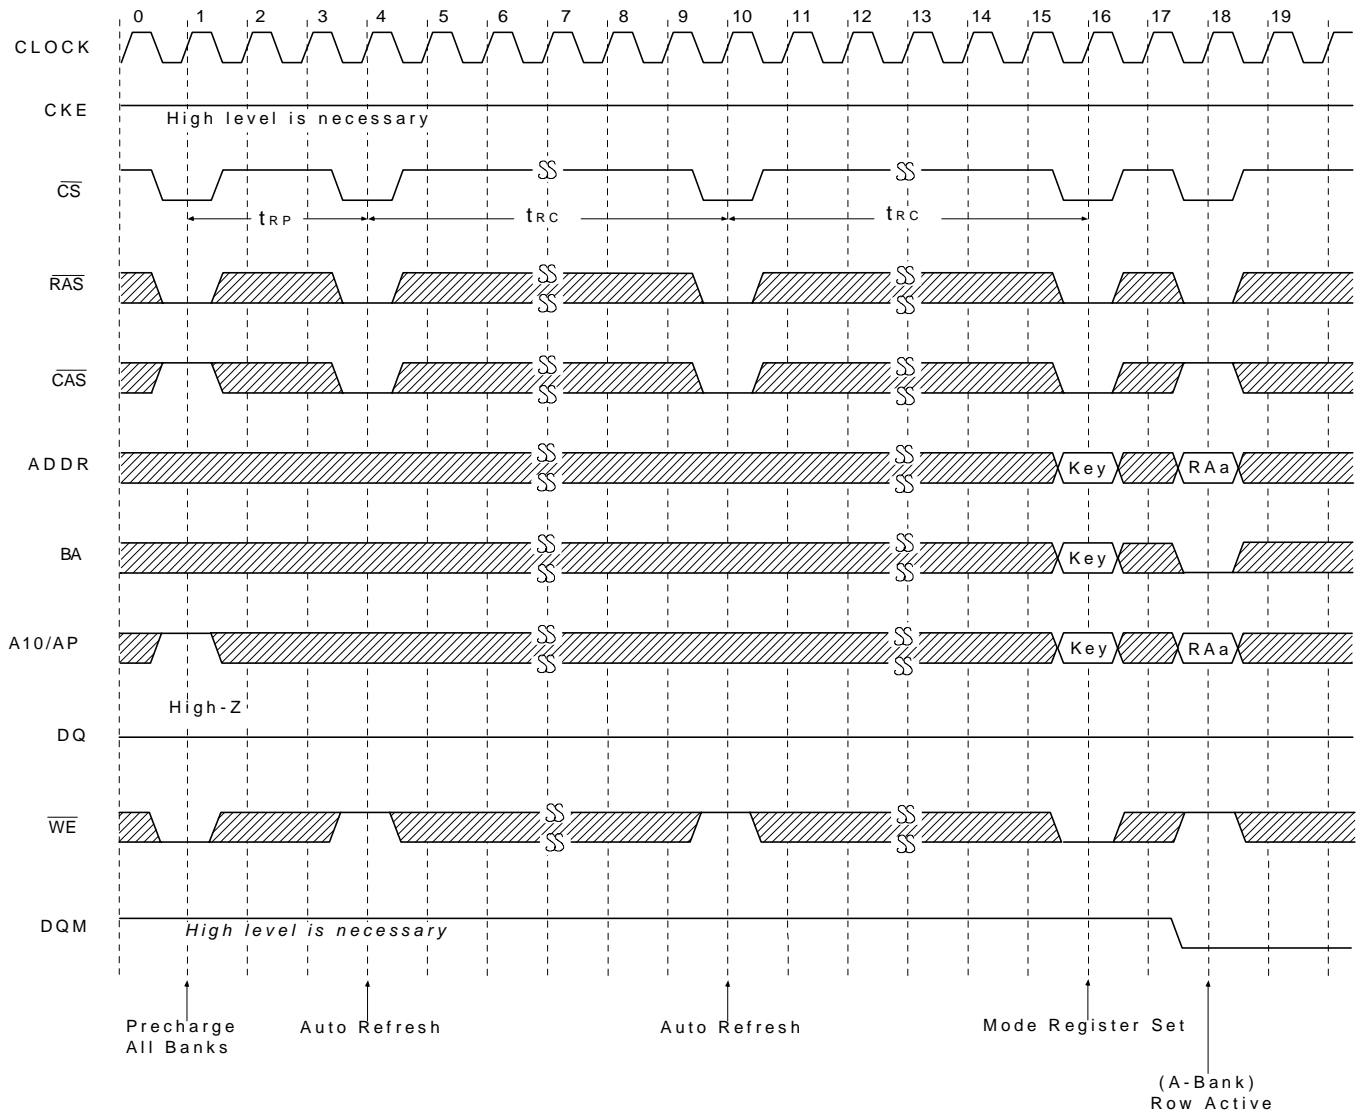 0 1 2 3 4 5 6 7 8 9 10 11 12 13 14 15 16 17 18 19
CLOCK
CKE
High level is necessary
CS
tRP tRC tRC
RAS
CAS
ADDR Key RAa
BA Key
A10/AP Key RAa
High-Z
DQ
WE
DQM
High level is necessary
Precharge All Banks
Auto Refresh
Auto Refresh
Mode Register Set
(A-Bank)
Row Active